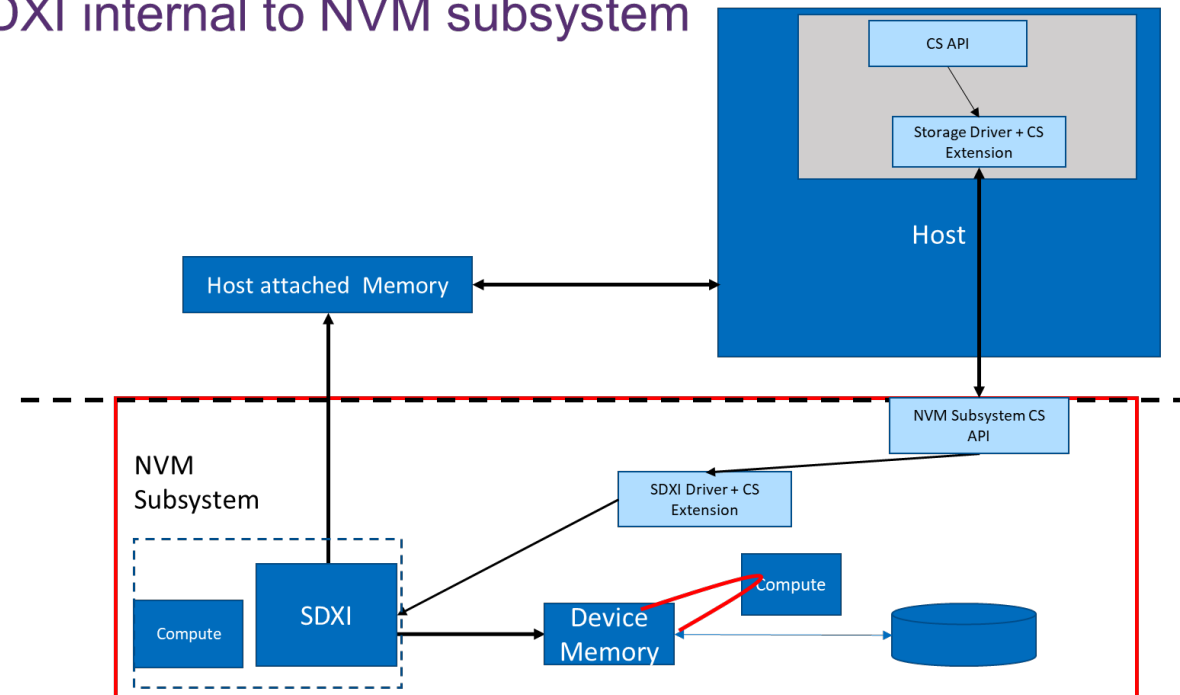 DXI internal to NVM subsystem
CS API
Storage Driver + CS
Extension
Host
Host attached Memory
NVM Subsystem CS
API
NVM
Subsystem
SDXI Driver + CS
Extension
Compute
SDXI
Device
Memory
Compute